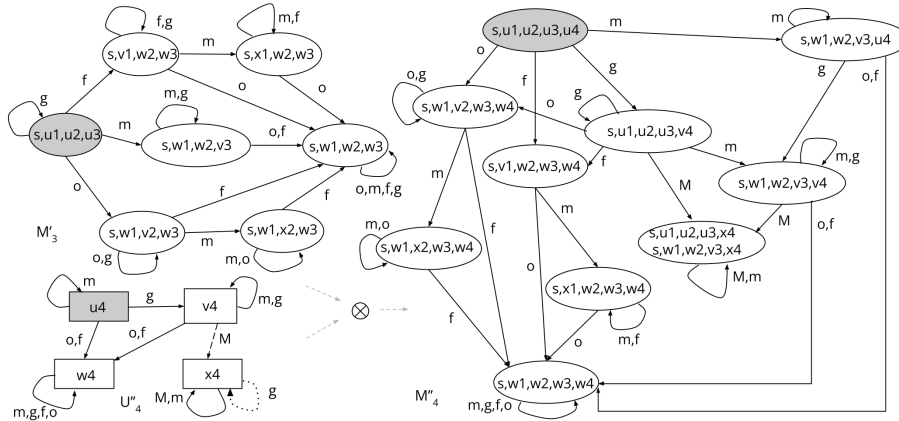 f,g
m,f
s,v1,w2,w3
m
s,x1,w2,w3
f
o
o
g
m,g
s,u1,u2,u3
m
s,w1,w2,v3
o,f
s,w1,w2,w3
o
f
f
o,m,f,g
M'₃
s,w1,v2,w3
m
s,w1,x2,w3
o,g
m,o
m
u4
g
v4
m,g
o,f
o,f
M
w4
x4
M,m
g
m,g,f,o
U''₄
⊗
s,u1,u2,u3,u4
m
m
s,w1,w2,v3,u4
o
f
g
g
o,f
o,g
s,w1,v2,w3,w4
o
g
s,u1,u2,u3,v4
f
m
m,g
s,v1,w2,w3,w4
s,w1,w2,v3,v4
m
M
M
o,f
m
f
s,u1,u2,u3,x4
s,w1,w2,v3,x4
m,o
s,w1,x2,w3,w4
o
M,m
s,x1,w2,w3,w4
f
o
m,f
s,w1,w2,w3,w4
M''₄
m,g,f,o